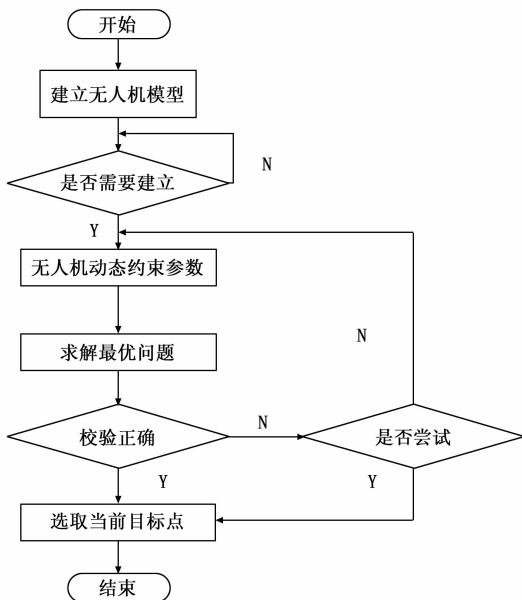 开始
建立无人机模型
N
是否需要建立
Y
无人机动态约束参数
N
求解最优问题
校验正确
N
是否尝试
Y
Y
选取当前目标点
结束